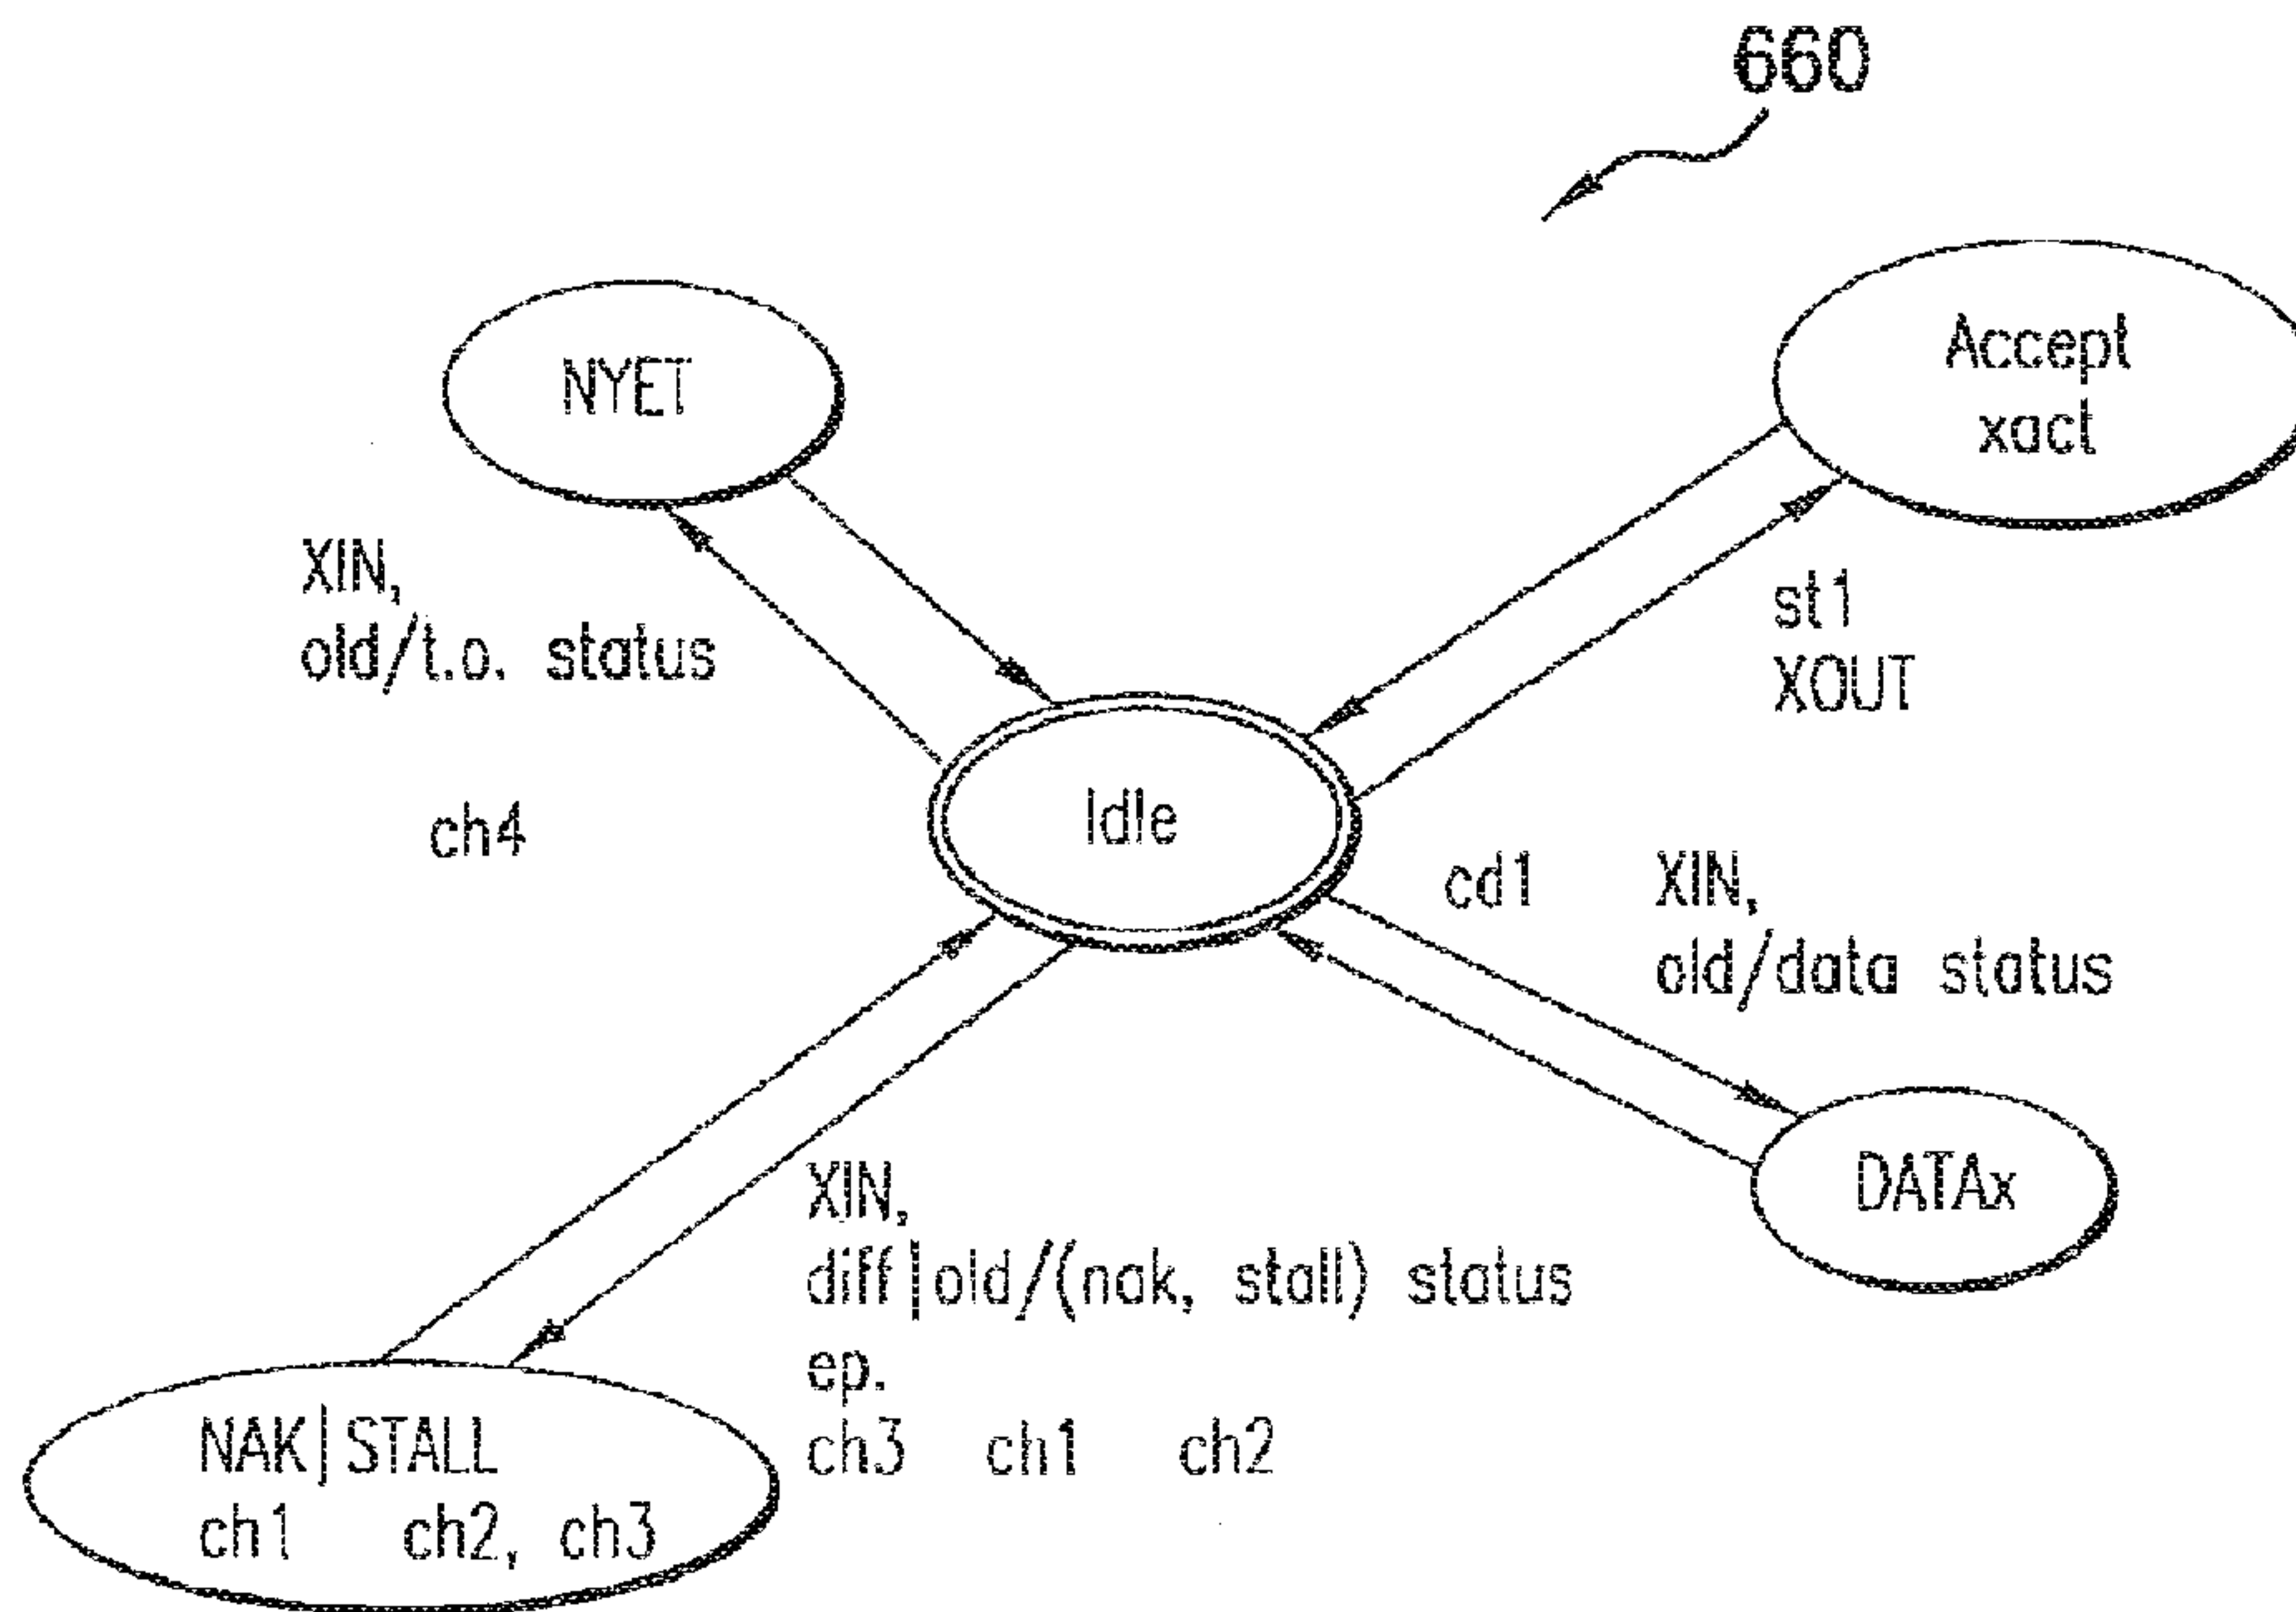 660
NYET
Accept
xact
XIN,
old/t.o. status
st1
XOUT
ch4
Idle
cd1 XIN,
old/data status
DATAx
XIN,
diff|old/(nak, stall) status
ep.
ch3 ch1 ch2
NAK|STALL
ch1 ch2, ch3